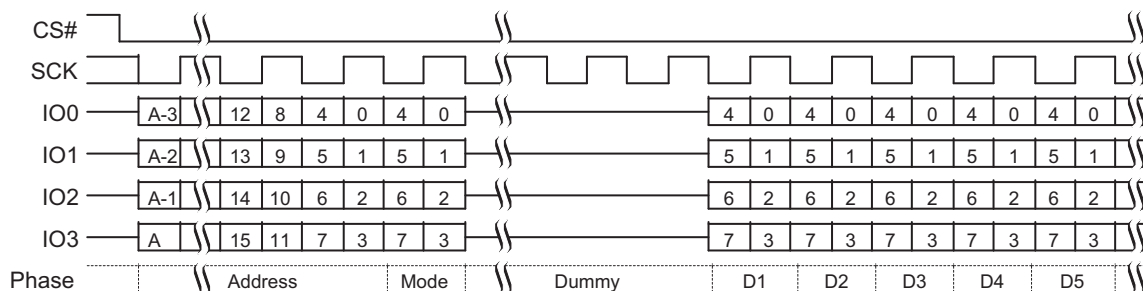 CS#
SCK
IO0 A-3 12 8 4 0 4 0 4 0 4 0 4 0 4 0 4 0
IO1 A-2 13 9 5 1 5 1 5 1 5 1 5 1 5 1 5 1
IO2 A-1 14 10 6 2 6 2 6 2 6 2 6 2 6 2 6 2
IO3 A 15 11 7 3 7 3 7 3 7 3 7 3 7 3 7 3
Phase Address Mode Dummy D1 D2 D3 D4 D5